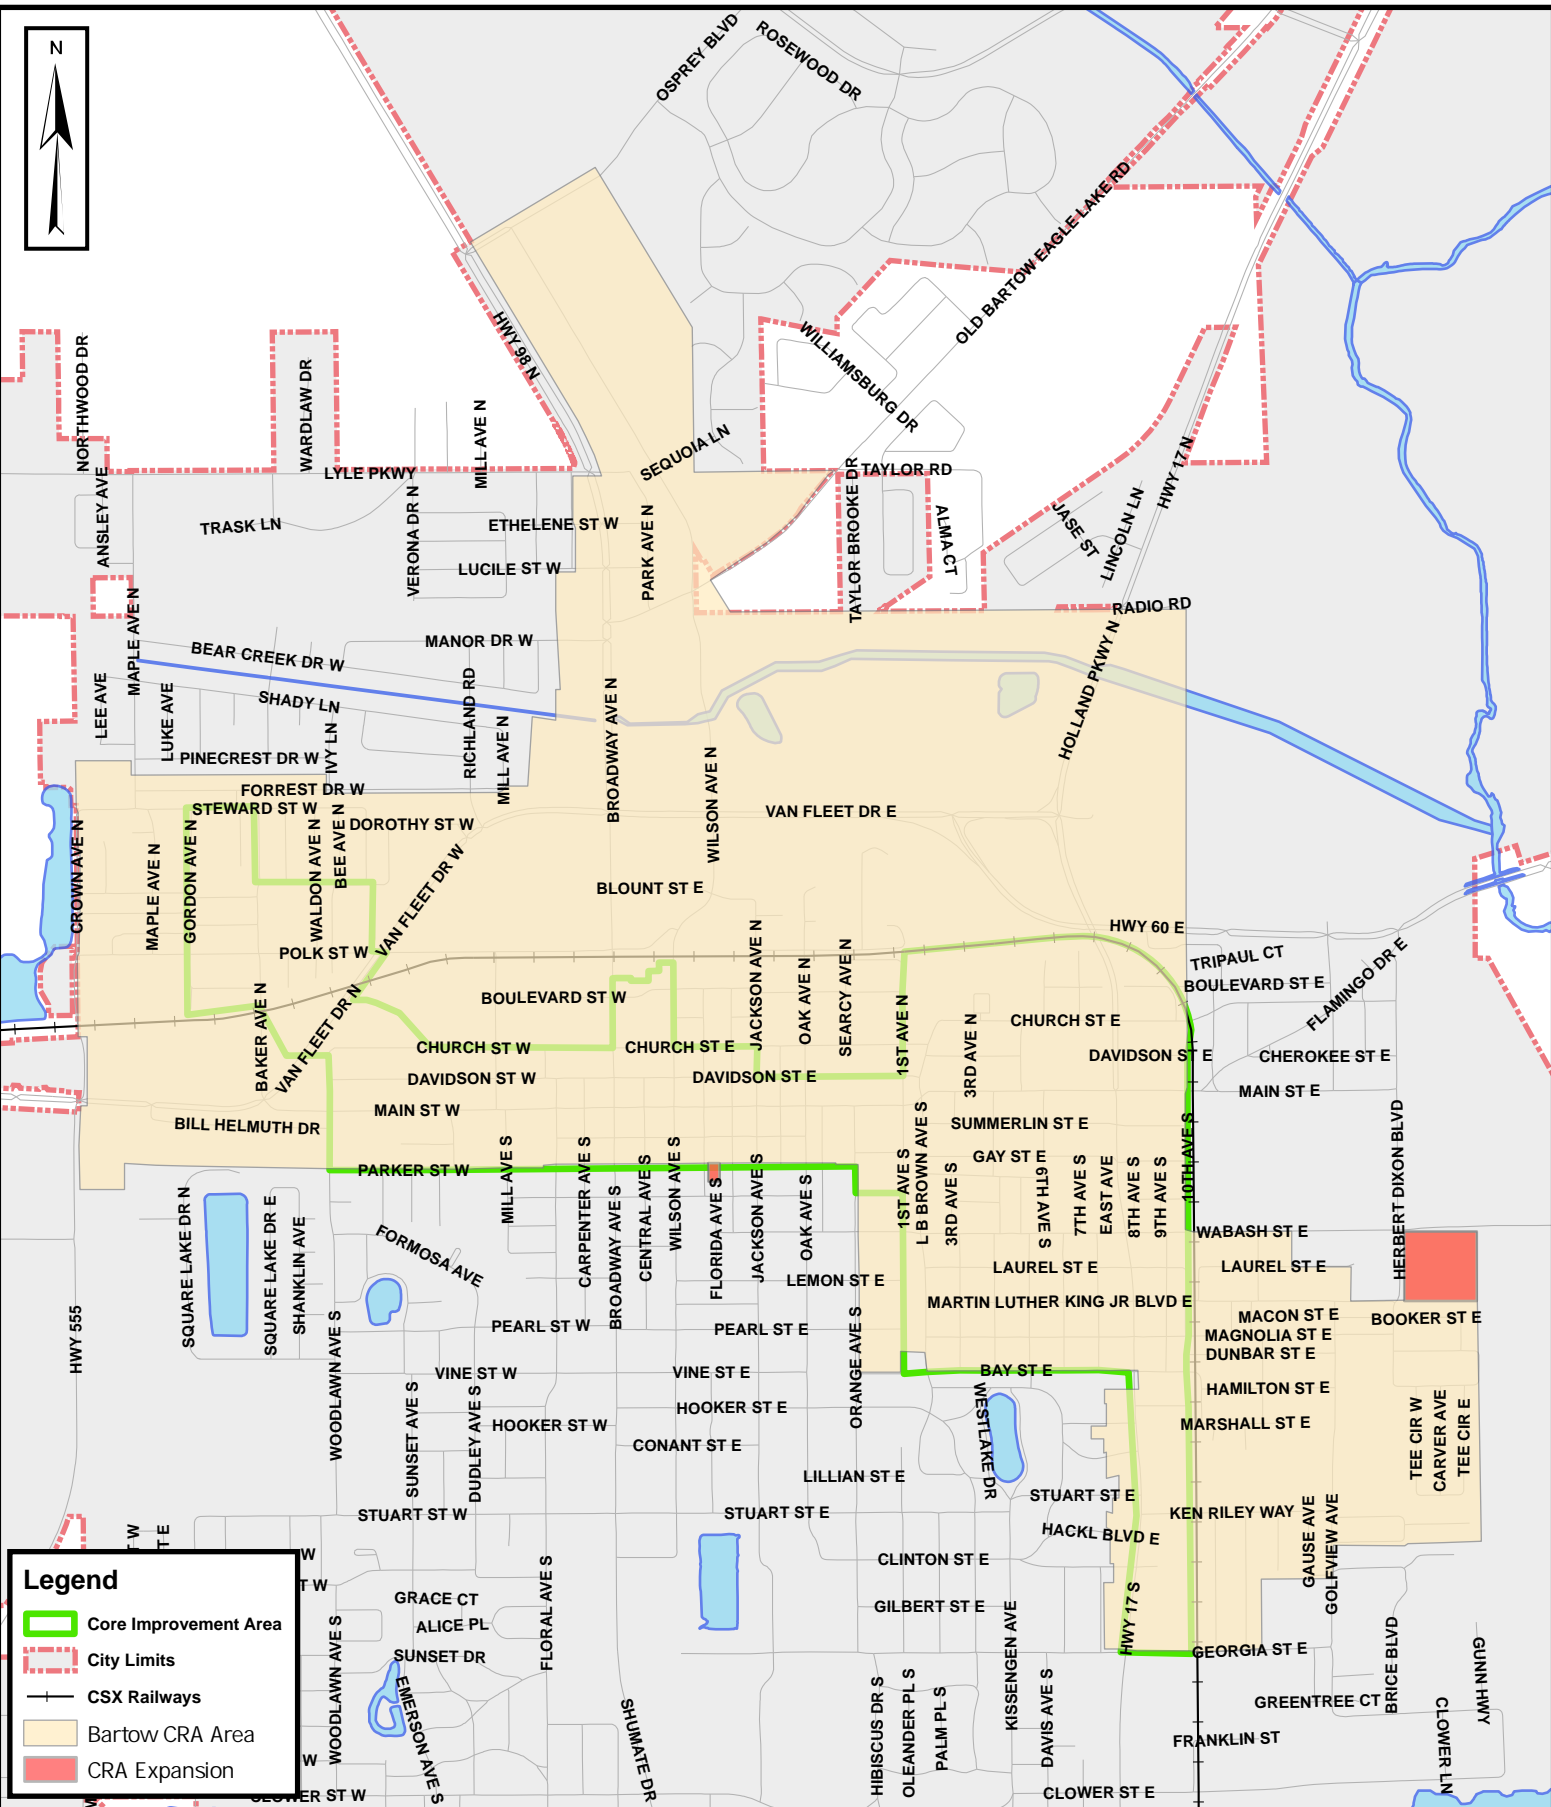 N
OSPREY BLVD
ROSEWOOD DR
OLD BARTOW EAGLE LAKE RD
HWY 98 N
WILLIAMSBURG DR
NORTHWOOD DR
WARDLAW DR
MILL AVE N
SEQUOIA LN
HWY 17 N
LYLE PKWY
TAYLOR RD
ANSLEY AVE
TRASK LN
VERONA DR N
ETHELENE ST W
PARK AVE N
TAYLOR BROOKE DR
ALMA CT
JASE ST
LINCOLN LN
LUCILE ST W
MAPLE AVE N
RADIO RD
BEAR CREEK DR W
MANOR DR W
HOLLAND PKWY N
LEE AVE
LUKE AVE
SHADY LN
RICHLAND RD
BROADWAY AVE N
IVY LN
MILL AVE N
PINECREST DR W
WILSON AVE N
FORREST DR W
STEWARD ST W
DOROTHY ST W
VAN FLEET DR E
CROWN AVE N
MAPLE AVE N
GORDON AVE N
WALDON AVE N
BEE AVE N
VAN FLEET DR W
BLOUNT ST E
HWY 60 E
POLK ST W
JACKSON AVE N
OAK AVE N
SEARCY AVE N
TRIPAUL CT
FLAMINGO DR E
BOULEVARD ST W
BOULEVARD ST E
BAKER AVE N
VAN FLEET DR N
1ST AVE N
3RD AVE N
CHURCH ST E
CHURCH ST W
CHURCH ST E
DAVIDSON ST E
CHEROKEE ST E
DAVIDSON ST W
DAVIDSON ST E
MAIN ST E
MAIN ST W
BILL HELMUTH DR
SUMMERLIN ST E
L B BROWN AVE S
HERBERT DIXON BLVD
10TH AVE S
GAY ST E
PARKER ST W
MILL AVE S
CARPENTER AVE S
CENTRAL AVE S
WILSON AVE S
JACKSON AVE S
1ST AVE S
3RD AVE S
6TH AVE S
7TH AVE S
EAST AVE
8TH AVE S
9TH AVE S
SQUARE LAKE DR N
SQUARE LAKE DR E
SHANKLIN AVE
FORMOSA AVE
BROADWAY AVE S
FLORIDA AVE S
OAK AVE S
WABASH ST E
LAUREL ST E
LAUREL ST E
LEMON ST E
MARTIN LUTHER KING JR BLVD E
MACON ST E
BOOKER ST E
HWY 555
WOODLAWN AVE S
PEARL ST W
PEARL ST E
ORANGE AVE S
MAGNOLIA ST E
DUNBAR ST E
VINE ST W
VINE ST E
BAY ST E
HAMILTON ST E
SUNSET AVE S
DUDLEY AVE S
HOOKER ST W
HOOKER ST E
WESTLAKE DR
MARSHALL ST E
TEE CIR W
CARVER AVE
TEE CIR E
CONANT ST E
LILLIAN ST E
STUART ST E
STUART ST W
STUART ST E
KEN RILEY WAY
HACKL BLVD E
GAUSE AVE
GOLFVIEW AVE
T W
T E
W
CLINTON ST E
T W
FLORAL AVE S
GRACE CT
GILBERT ST E
ALICE PL
WOODLAWN AVE S
KISSENGEN AVE
HWY 17 S
SUNSET DR
GEORGIA ST E
BRICE BLVD
GUNN HWY
EMERSON AVE S
SHUMATE DR
HIBISCUS DR S
OLEANDER PL S
PALM PL S
DAVIS AVE S
GREENTREE CT
CLOWER LN
FRANKLIN ST
W
CLOWER ST W
CLOWER ST E
Legend
Core Improvement Area
City Limits
CSX Railways
Bartow CRA Area
CRA Expansion